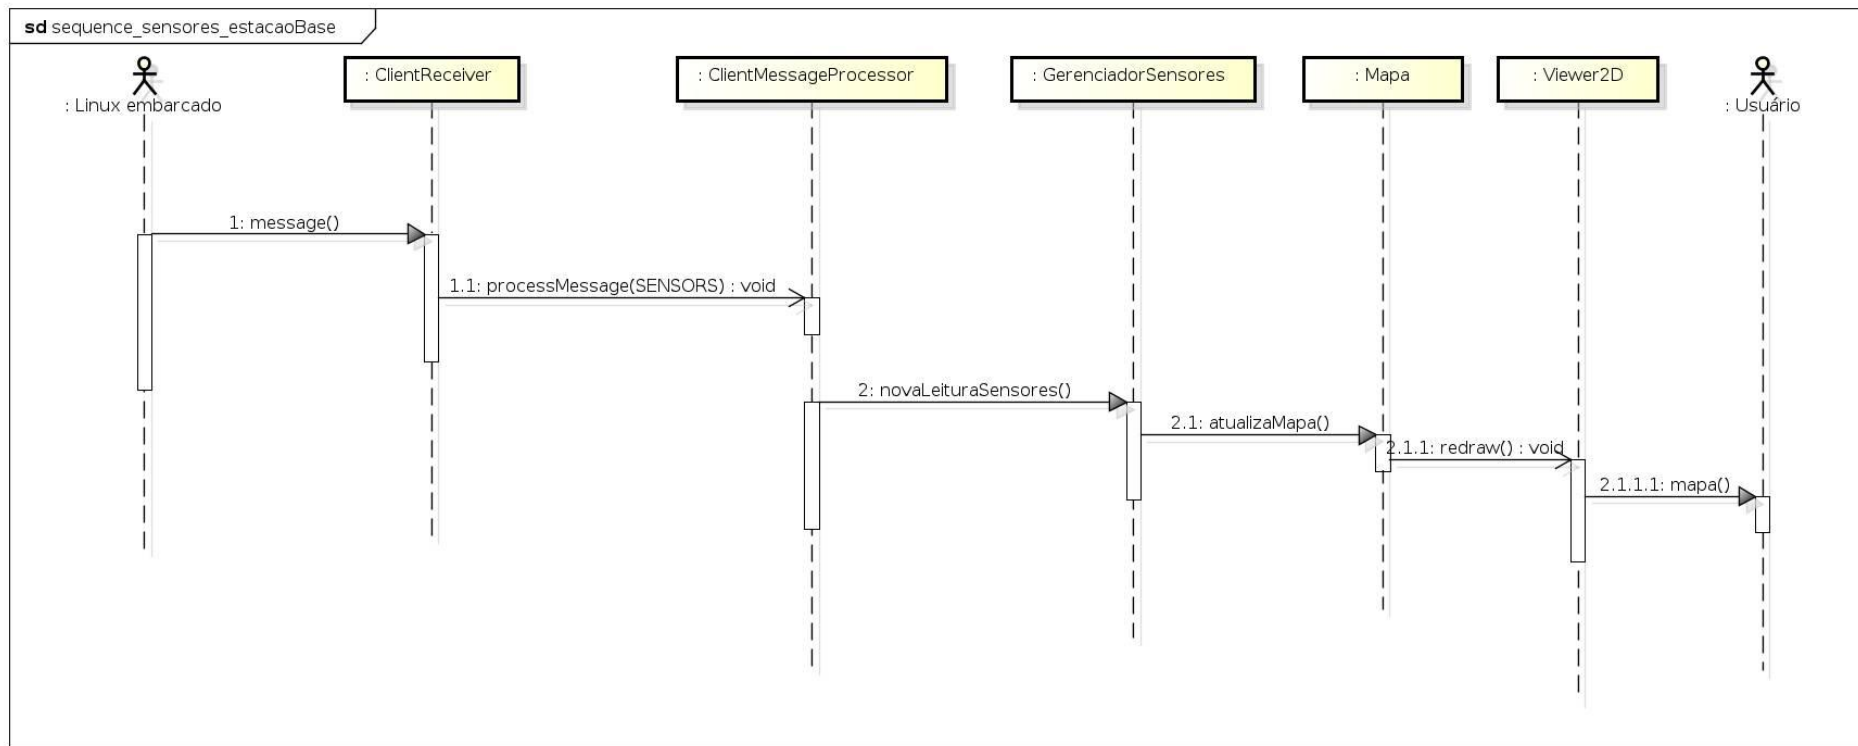 sd sequence_sensores_estacaoBase
: Linux embarcado
: ClientReceiver
: ClientMessageProcessor
: GerenciadorSensores
: Mapa
: Viewer2D
: Usuário
1: message()
1.1: processMessage(SENSORS) : void
2: novaLeituraSensores()
2.1: atualizaMapa()
2.1.1: redraw() : void
2.1.1.1: mapa()